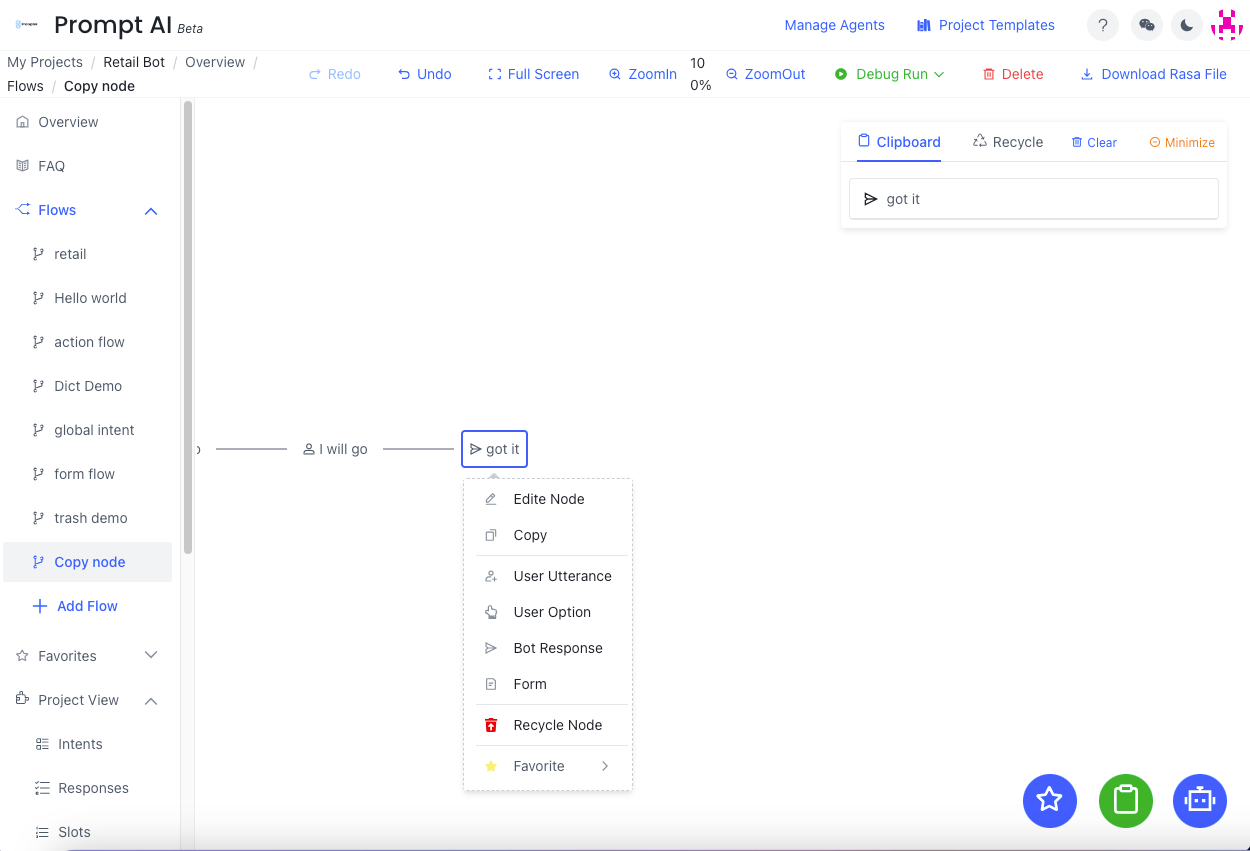 Prompt AI Beta
Manage Agents
Project Templates
?
My Projects / Retail Bot / Overview /
Flows / Copy node
Redo
Undo
Full Screen
ZoomIn
10
0%
ZoomOut
Debug Run
Delete
Download Rasa File
Overview
FAQ
Flows
retail
Hello world
action flow
Dict Demo
global intent
form flow
trash demo
Copy node
Add Flow
Favorites
Project View
Intents
Responses
Slots
Clipboard
Recycle
Clear
Minimize
got it
I will go
got it
Edite Node
Copy
User Utterance
User Option
Bot Response
Form
Recycle Node
Favorite